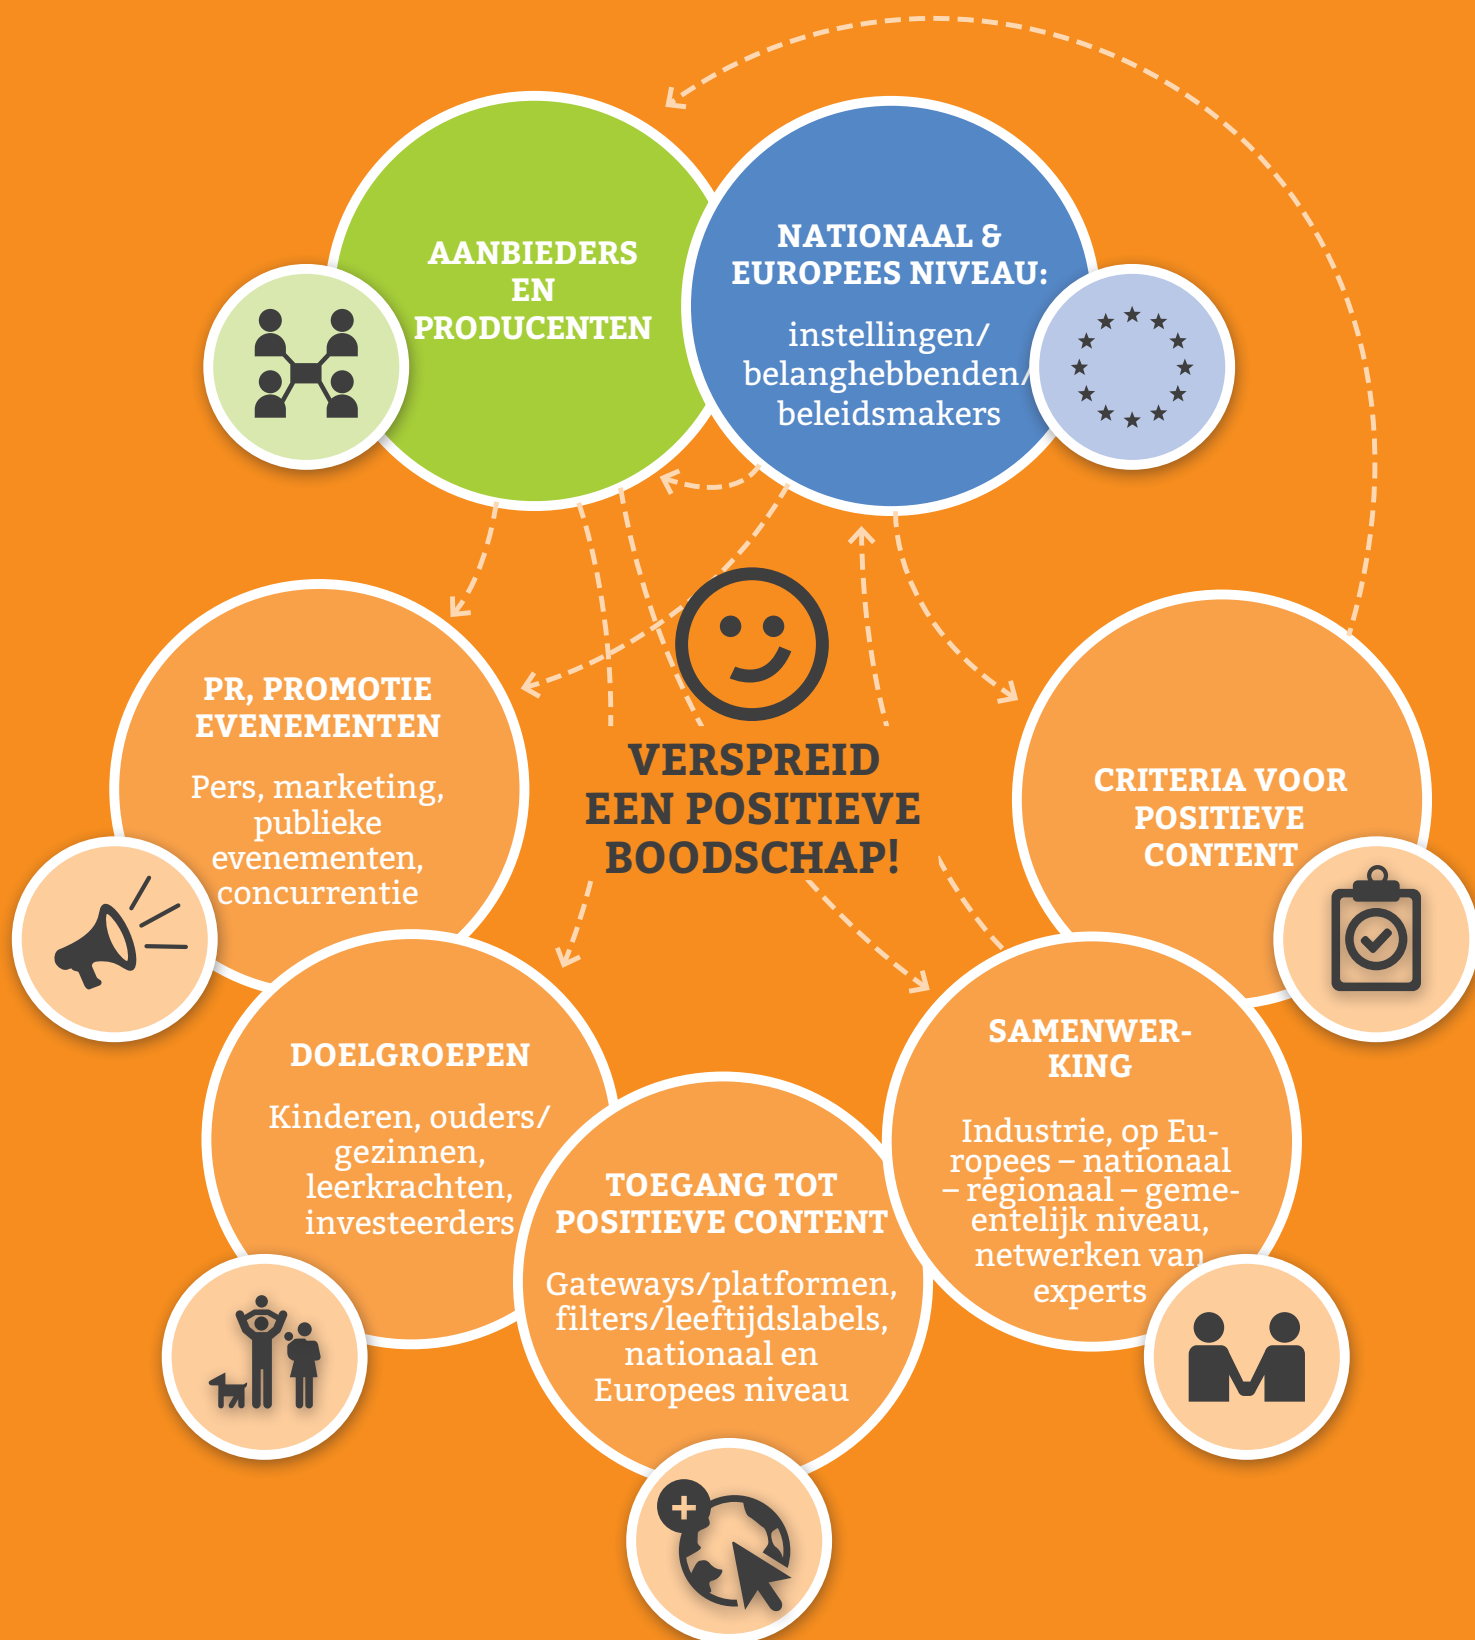 AANBIEDERS
EN
PRODUCENTEN
NATIONAAL &
EUROPEES NIVEAU:
instellingen/
belanghebbenden/
beleidsmakers
PR, PROMOTIE
EVENEMENTEN
Pers, marketing,
publieke
evenementen,
concurrentie
VERSPREID
EEN POSITIEVE
BOODSCHAP!
CRITERIA VOOR
POSITIEVE
CONTENT
DOELGROEPEN
Kinderen, ouders/
gezinnen,
leerkrachten,
investeerders
TOEGANG TOT
POSITIEVE CONTENT
Gateways/platformen,
filters/leeftijdslabels,
nationaal en
Europees niveau
SAMENWER-
KING
Industrie, op Eu-
ropees – nationaal
– regionaal – geme-
entelijk niveau,
netwerken van
experts